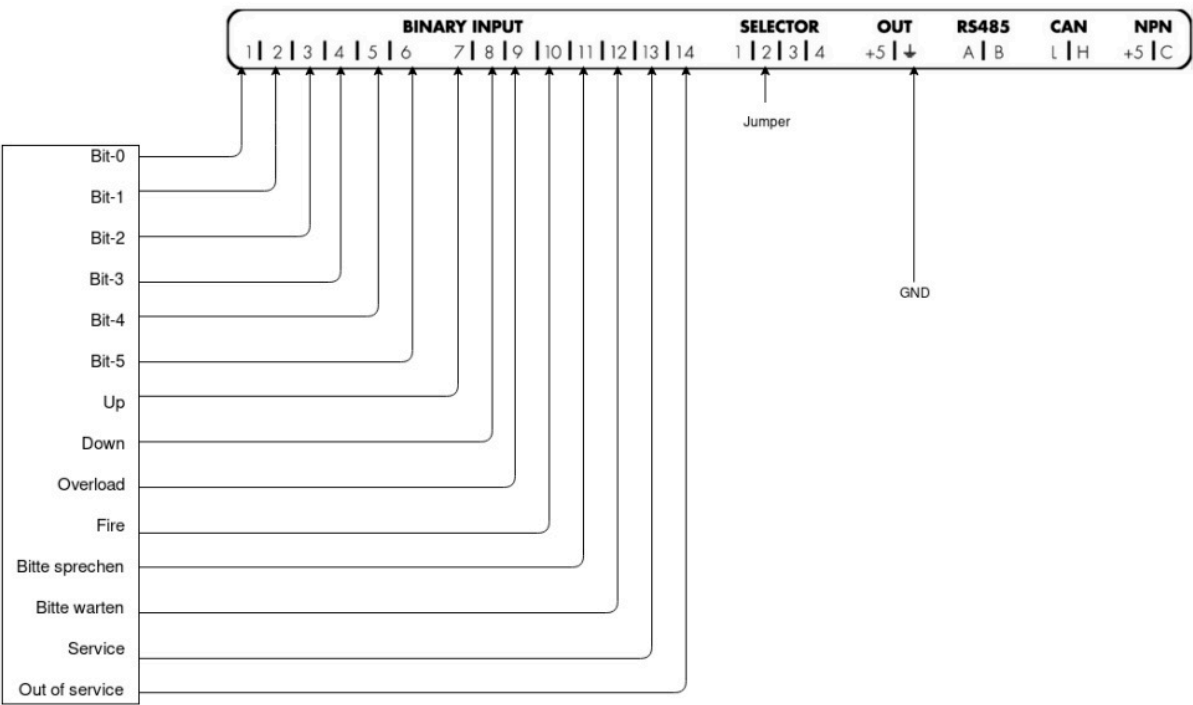 BINARY INPUT SELECTOR OUT RS485 CAN NPN
1 2 3 4 5 6 7 8 9 10 11 12 13 14 1 2 3 4 +5 ⏚ A B L H +5 C
Jumper
Bit-0
Bit-1
Bit-2
Bit-3
GND
Bit-4
Bit-5
Up
Down
Overload
Fire
Bitte sprechen
Bitte warten
Service
Out of service